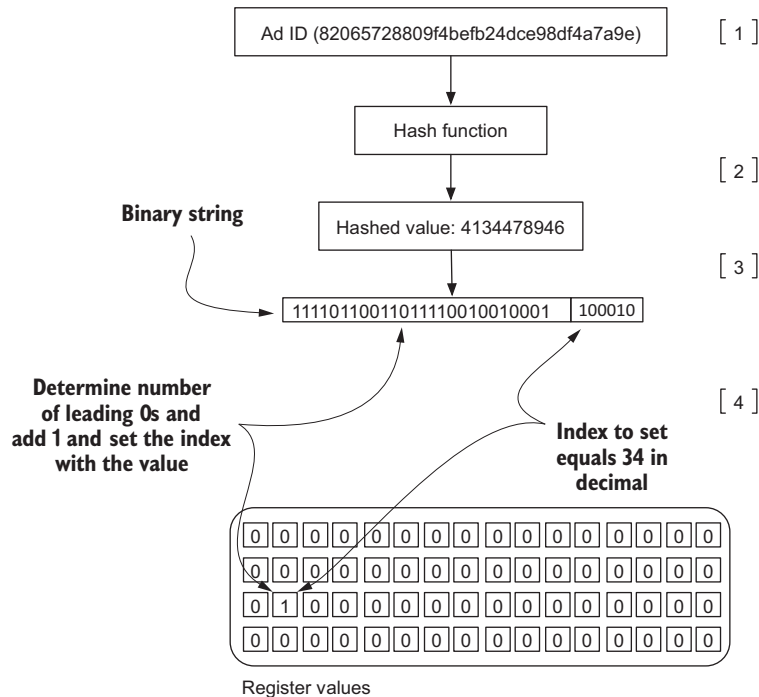 Ad ID (82065728809f4befb24dce98df4a7a9e)
[ 1 ]
Hash function
[ 2 ]
Binary string
Hashed value: 4134478946
[ 3 ]
11110110011011110010010001 100010
Determine number
of leading 0s and
add 1 and set the index
with the value
[ 4 ]
Index to set
equals 34 in
decimal
0 0 0 0 0 0 0 0 0 0 0 0 0 0 0 0
0 0 0 0 0 0 0 0 0 0 0 0 0 0 0 0
0 1 0 0 0 0 0 0 0 0 0 0 0 0 0 0
0 0 0 0 0 0 0 0 0 0 0 0 0 0 0 0
Register values